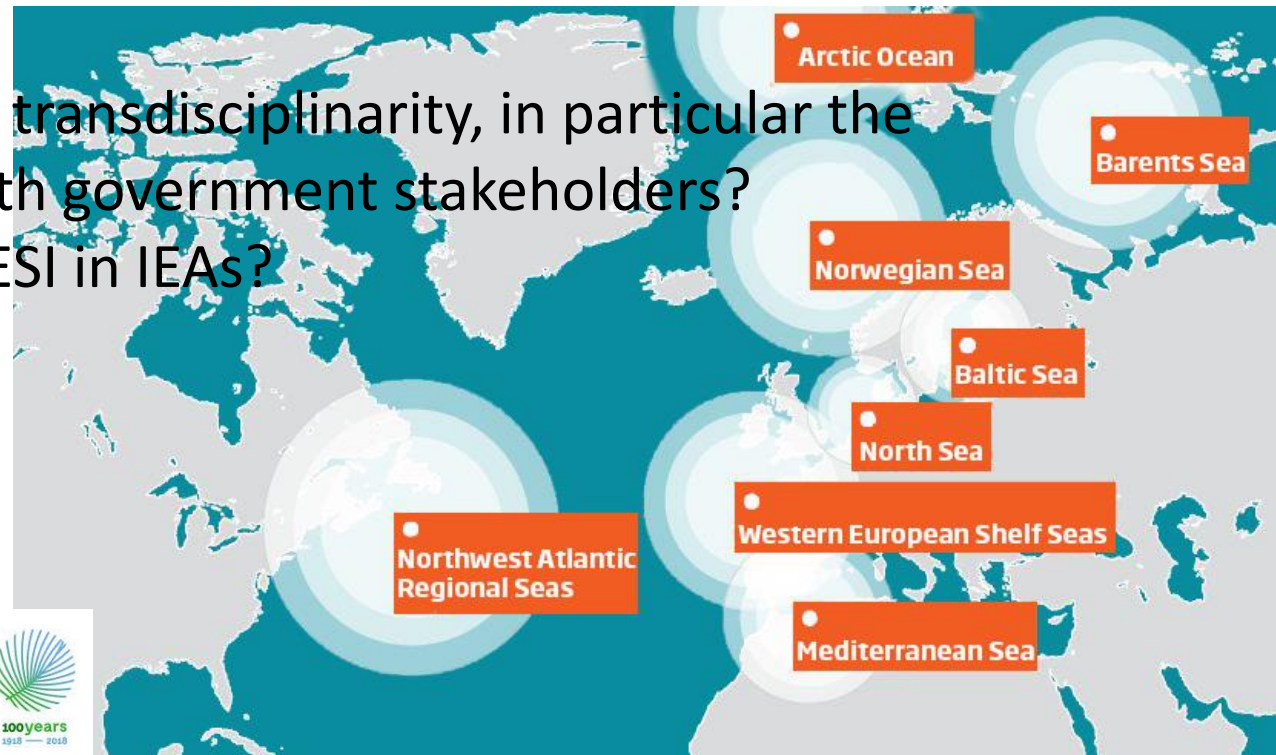 Arctic Ocean
transdisciplinarity, in particular the
Barents Sea
th government stakeholders?
ESI in IEAs?
Norwegian Sea
Baltic Sea
North Sea
Western European Shelf Seas
Northwest Atlantic
Regional Seas
Mediterranean Sea
100years
1918 — 2018